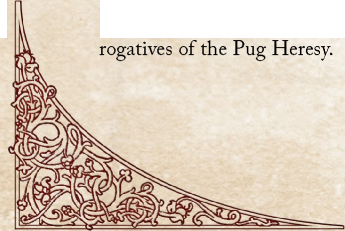 rogatives of the Pug Heresy.